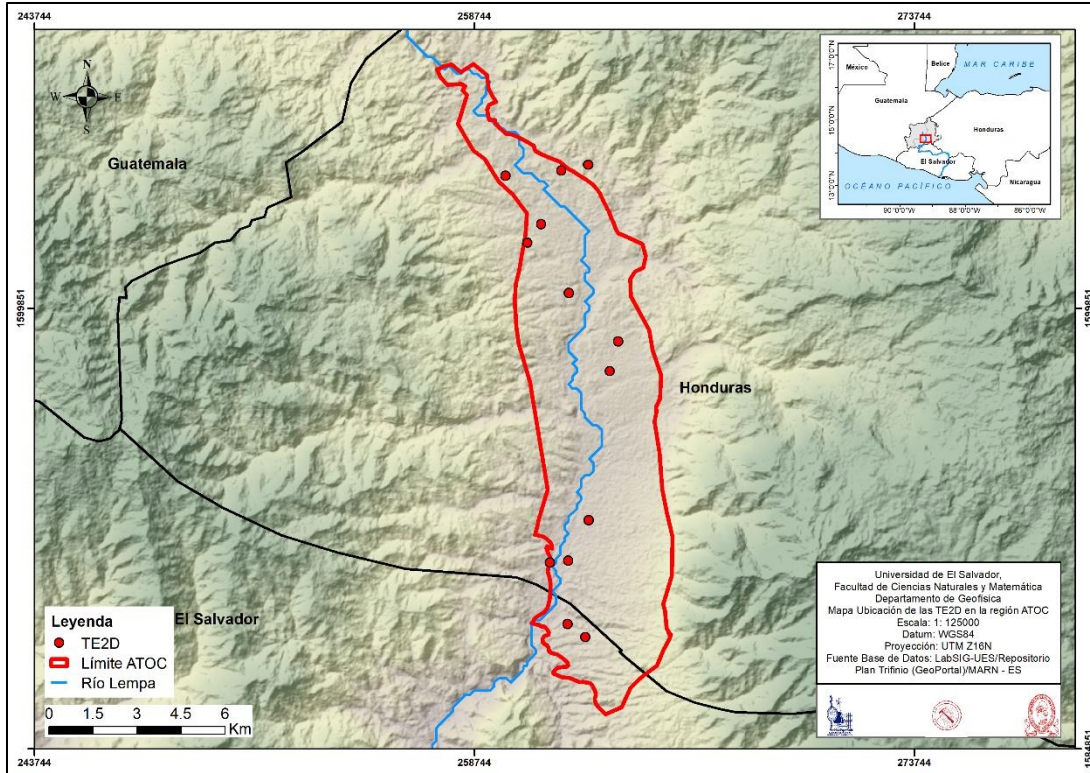 243744
258744
273744
N
W
E
S
Guatemala
Honduras
El Salvador
1599851
1599851
1584851
1584851
México
Belice
MAR CARIBE
Guatemala
Honduras
El Salvador
Nicaragua
OCÉANO PACÍFICO
17°0'0"N
15°0'0"N
13°0'0"N
90°0'0"W
88°0'0"W
86°0'0"W
Leyenda
TE2D
Límite ATOC
Río Lempa
0 1.5 3 4.5 6
Km
Universidad de El Salvador,
Facultad de Ciencias Naturales y Matemática
Departamento de Geofísica
Mapa Ubicación de las TE2D en la región ATOC
Escala: 1: 125000
Datum: WGS84
Proyección: UTM Z16N
Fuente Base de Datos: LabSIG-UES/Repositorio
Plan Trifinio (GeoPortal)/MARN - ES
243744
258744
273744